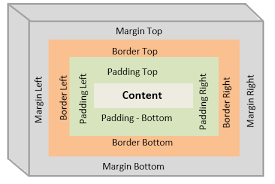 Margin Top
Border Top
Padding Top
Margin Left
Border Left
Padding Left
Content
Padding Right
Border Right
Margin Right
Padding - Bottom
Border Bottom
Margin Bottom